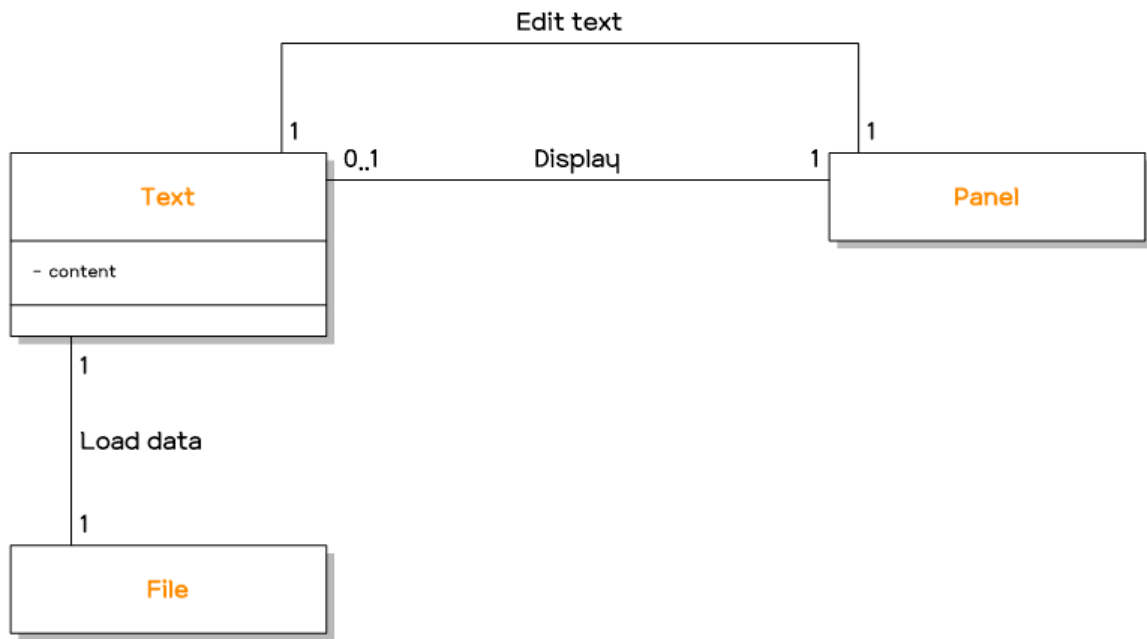 Edit text
1
1
0..1
Display
1
Text
Panel
- content
1
Load data
1
File